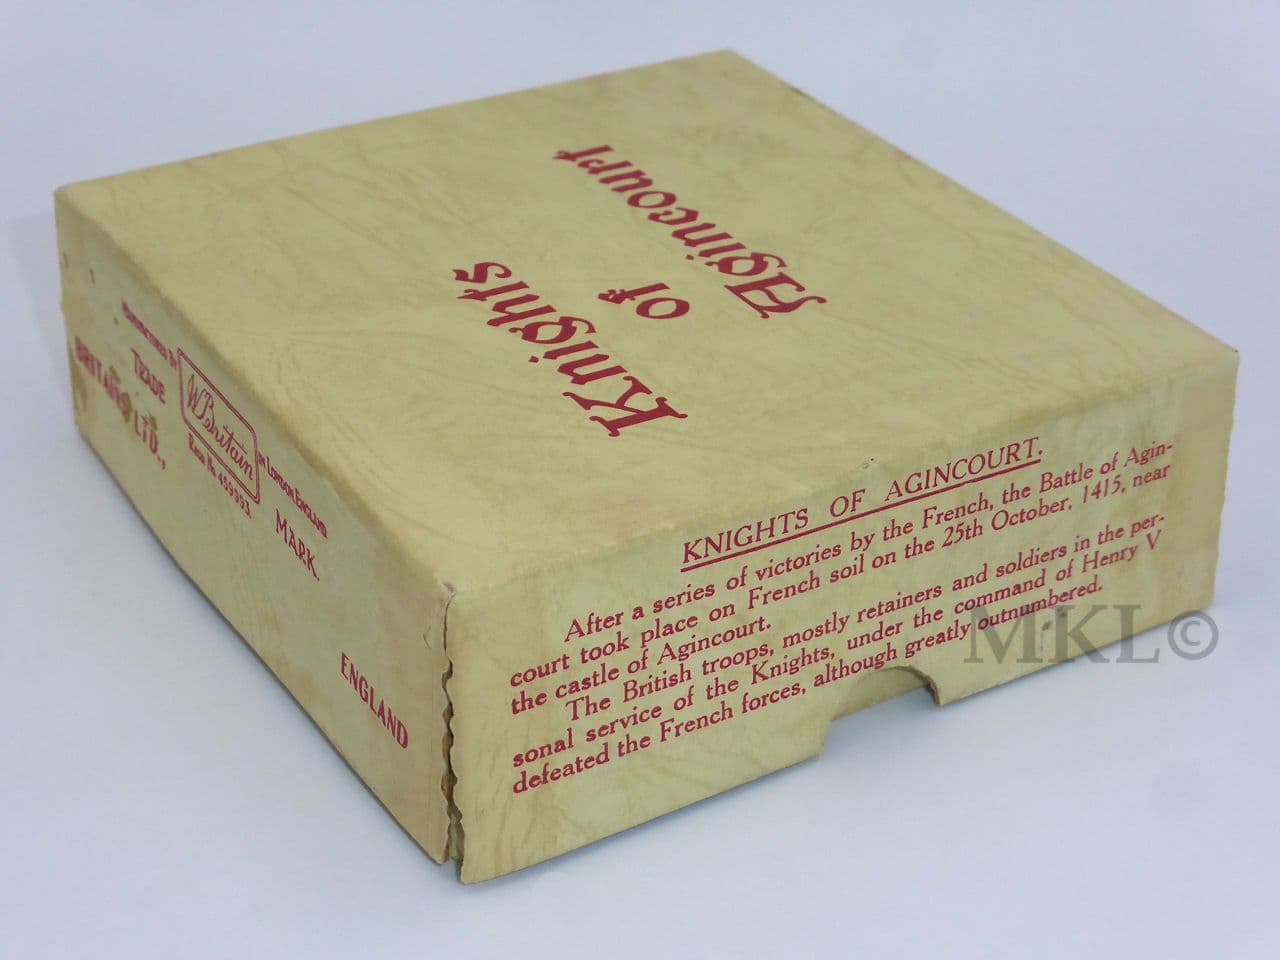 Knights
of
Agincourt
KNIGHTS OF AGINCOURT.
After a series of victories by the French, the Battle of Agin-
court took place on French soil on the 25th October, 1415, near
the castle of Agincourt.
The British troops, mostly retainers and soldiers in the per-
sonal service of the Knights, under the command of Henry V
defeated the French forces, although greatly outnumbered.
MANUFACTURED BY
TRADE
BRITAINS LTD.,
W.Britain
REGD No. 459993.
IN LONDON, ENGLAND
MARK.
ENGLAND
MKL©